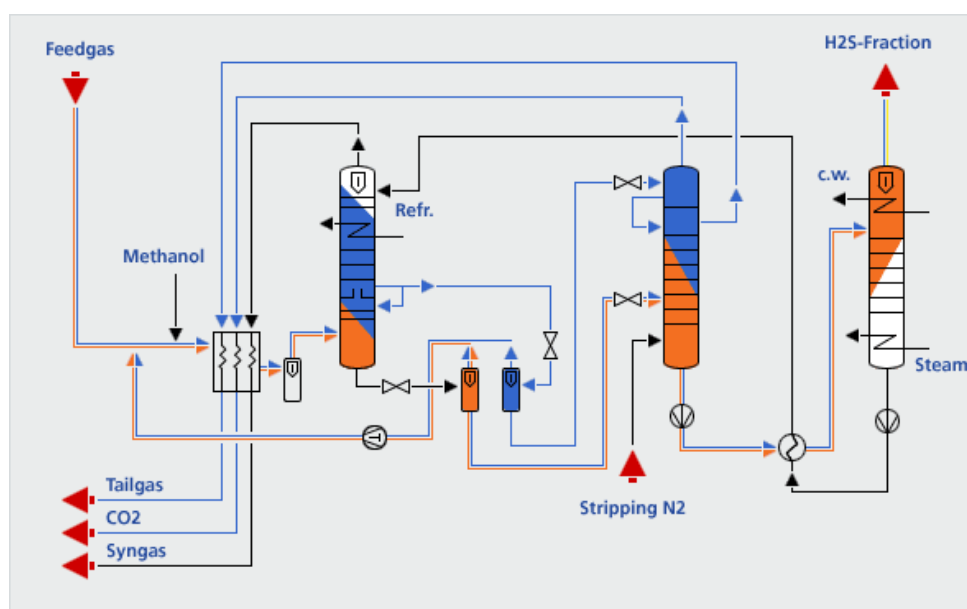 Feedgas
H2S-Fraction
c.w.
Refr.
Methanol
Steam
Tailgas
CO2
Syngas
Stripping N2